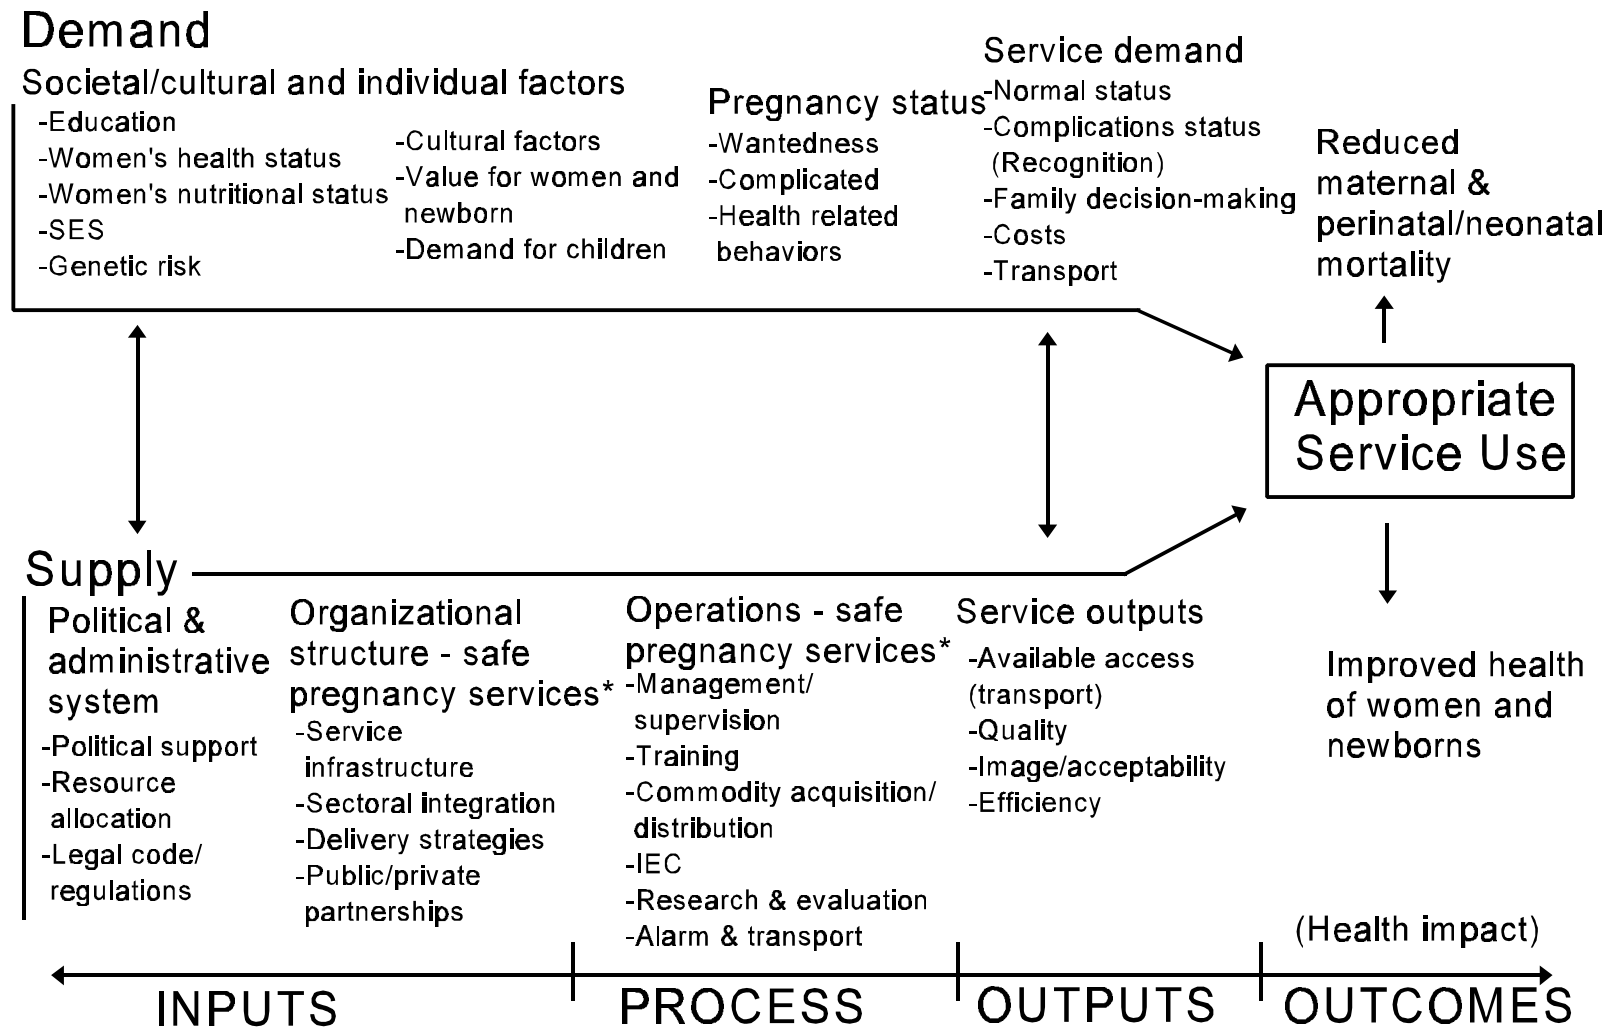 Demand
Societal/cultural and individual factors
-Education
-Women's health status
-Women's nutritional status
-SES
-Genetic risk
-Cultural factors
-Value for women and
newborn
-Demand for children
Pregnancy status
-Wantedness
-Complicated
-Health related
behaviors
Service demand
-Normal status
-Complications status
(Recognition)
-Family decision-making
-Costs
-Transport
Reduced
maternal &
perinatal/neonatal
mortality
Appropriate
Service Use
Improved health
of women and
newborns
(Health impact)
Supply
Political &
administrative
system
-Political support
-Resource
allocation
-Legal code/
regulations
Organizational
structure - safe
pregnancy services*
-Service
infrastructure
-Sectoral integration
-Delivery strategies
-Public/private
partnerships
Operations - safe
pregnancy services*
-Management/
supervision
-Training
-Commodity acquisition/
distribution
-IEC
-Research & evaluation
-Alarm & transport
Service outputs
-Available access
(transport)
-Quality
-Image/acceptability
-Efficiency
INPUTS
PROCESS
OUTPUTS
OUTCOMES